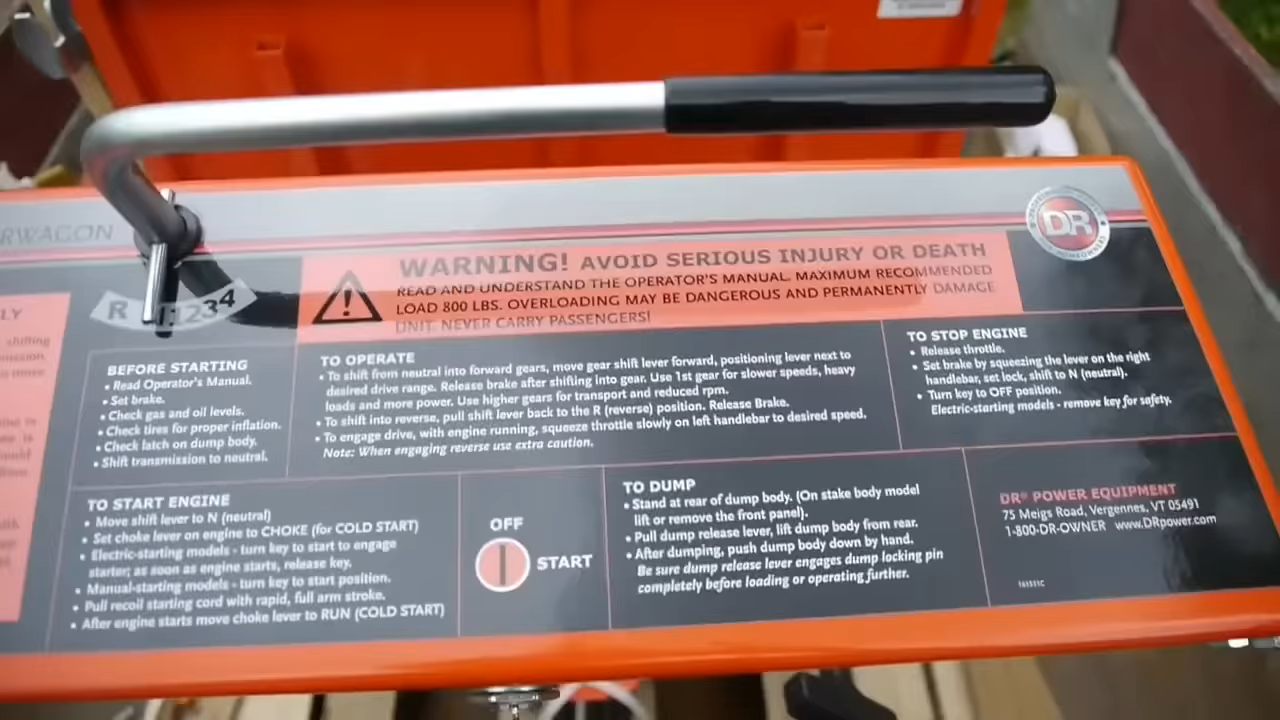 RWAGON
DR
R N 1 2 3 4
WARNING! AVOID SERIOUS INJURY OR DEATH
READ AND UNDERSTAND THE OPERATOR'S MANUAL. MAXIMUM RECOMMENDED
LOAD 800 LBS. OVERLOADING MAY BE DANGEROUS AND PERMANENTLY DAMAGE
UNIT. NEVER CARRY PASSENGERS!
LY
shifting
BEFORE STARTING
• Read Operator's Manual.
• Set brake.
• Check gas and oil levels.
• Check tires for proper inflation.
• Check latch on dump body.
• Shift transmission to neutral.
TO OPERATE
• To shift from neutral into forward gears, move gear shift lever forward, positioning lever next to
desired drive range. Release brake after shifting into gear. Use 1st gear for slower speeds, heavy
loads and more power. Use higher gears for transport and reduced rpm.
• To shift into reverse, pull shift lever back to the R (reverse) position. Release Brake.
• To engage drive, with engine running, squeeze throttle slowly on left handlebar to desired speed.
Note: When engaging reverse use extra caution.
TO STOP ENGINE
• Release throttle.
• Set brake by squeezing the lever on the right
handlebar, set lock, shift to N (neutral).
• Turn key to OFF position.
Electric-starting models - remove key for safety.
TO START ENGINE
• Move shift lever to N (neutral)
• Set choke lever on engine to CHOKE (for COLD START)
• Electric-starting models - turn key to start to engage
starter; as soon as engine starts, release key.
• Manual-starting models - turn key to start position.
• Pull recoil starting cord with rapid, full arm stroke.
• After engine starts move choke lever to RUN (COLD START)
OFF
START
TO DUMP
• Stand at rear of dump body. (On stake body model
lift or remove the front panel).
• Pull dump release lever, lift dump body from rear.
• After dumping, push dump body down by hand.
Be sure dump release lever engages dump locking pin
completely before loading or operating further.
DR® POWER EQUIPMENT
75 Meigs Road, Vergennes, VT 05491
1-800-DR-OWNER www.DRpower.com